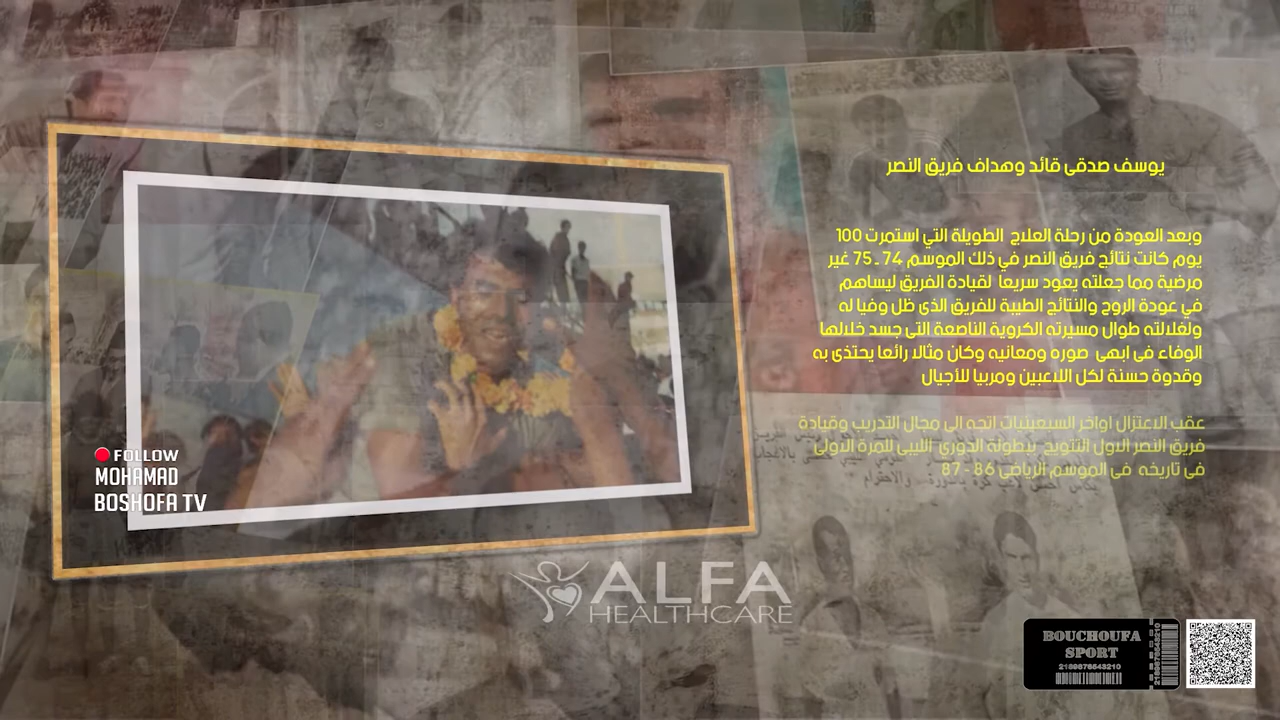 يوسف صدقى قائد وهداف فريق النصر
وبعد العودة من رحلة العلاج الطويلة التي استمرت 100
يوم كانت نتائج فريق النصر في ذلك الموسم 74 ـ 75 غير
مرضية مما جعلته يعود سريعا لقيادة الفريق ليساهم
في عودة الروح والنتائج الطيبة للفريق الذى ظل وفيا له
ولغلالته طوال مسيرته الكروية الناصعة التى جسد خلالها
الوفاء فى ابهى صوره ومعانيه وكان مثالا رائعا يحتذى به
وقدوة حسنة لكل اللاعبين ومربيا للأجيال
عقب الاعتزال اواخر السبعينيات اتجه الى مجال التدريب وقيادة
فريق النصر الاول التتويج ببطولة الدوري الليبى للمرة الاولى
فى تاريخه فى الموسم الرياضي 86 - 87
FOLLOW
MOHAMAD
BOSHOFA TV
ALFA
HEALTHCARE
BOUCHOUFA
SPORT
2189876543210
2189876543210